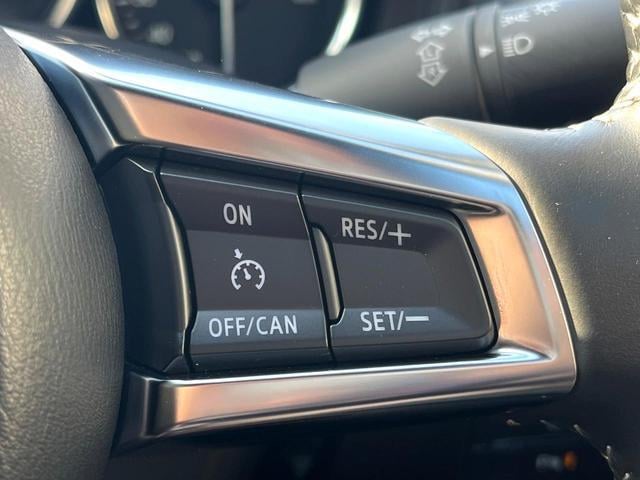 ON
RES/+
OFF/CAN
SET/−